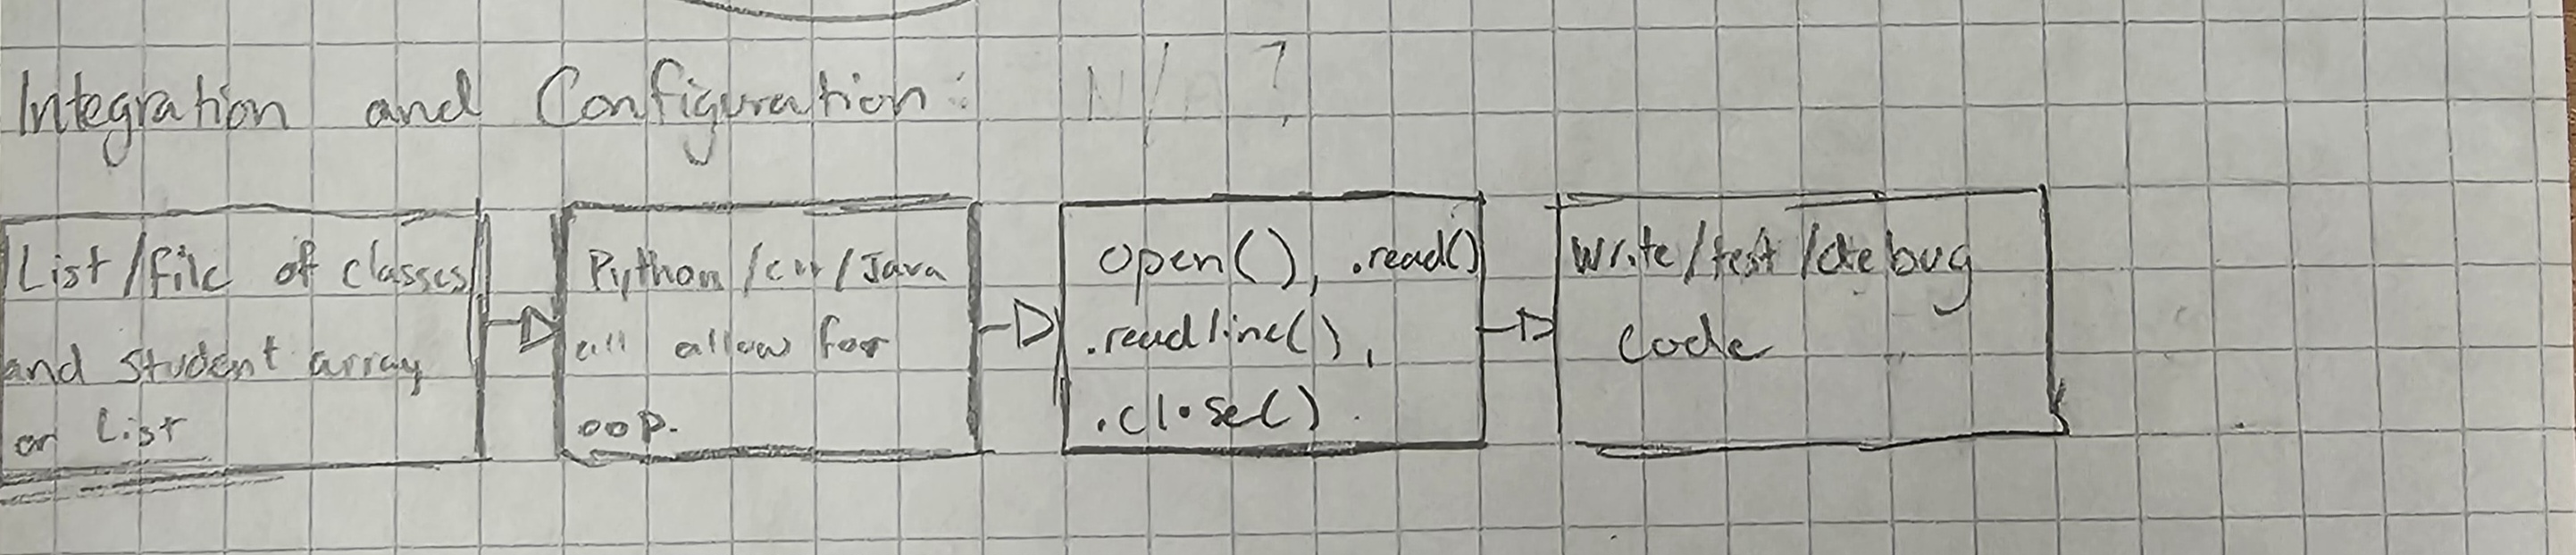 Integration and Configuration: N/A ?
List/file of classes
and student array
or List
Python/c++/Java
all allow for
oop.
open(), .read()
.readline(),
.close().
Write/test/debug
code